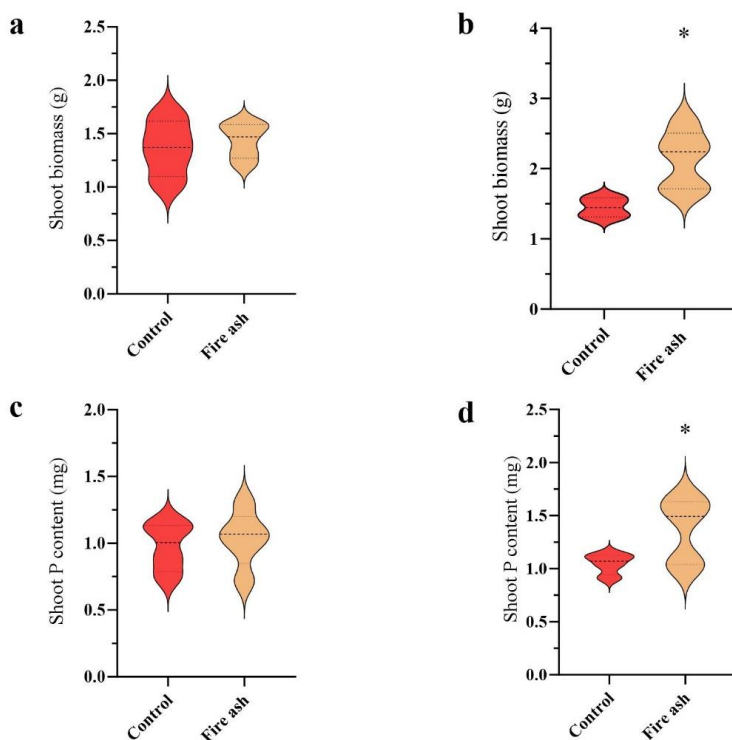 a
Shoot biomass (g)
2.5
2.0
1.5
1.0
0.5
0.0
Control
Fire ash
b
*
Shoot biomass (g)
4
3
2
1
0
Control
Fire ash
c
Shoot P content (mg)
2.0
1.5
1.0
0.5
0.0
Control
Fire ash
d
*
Shoot P content (mg)
2.5
2.0
1.5
1.0
0.5
0.0
Control
Fire ash